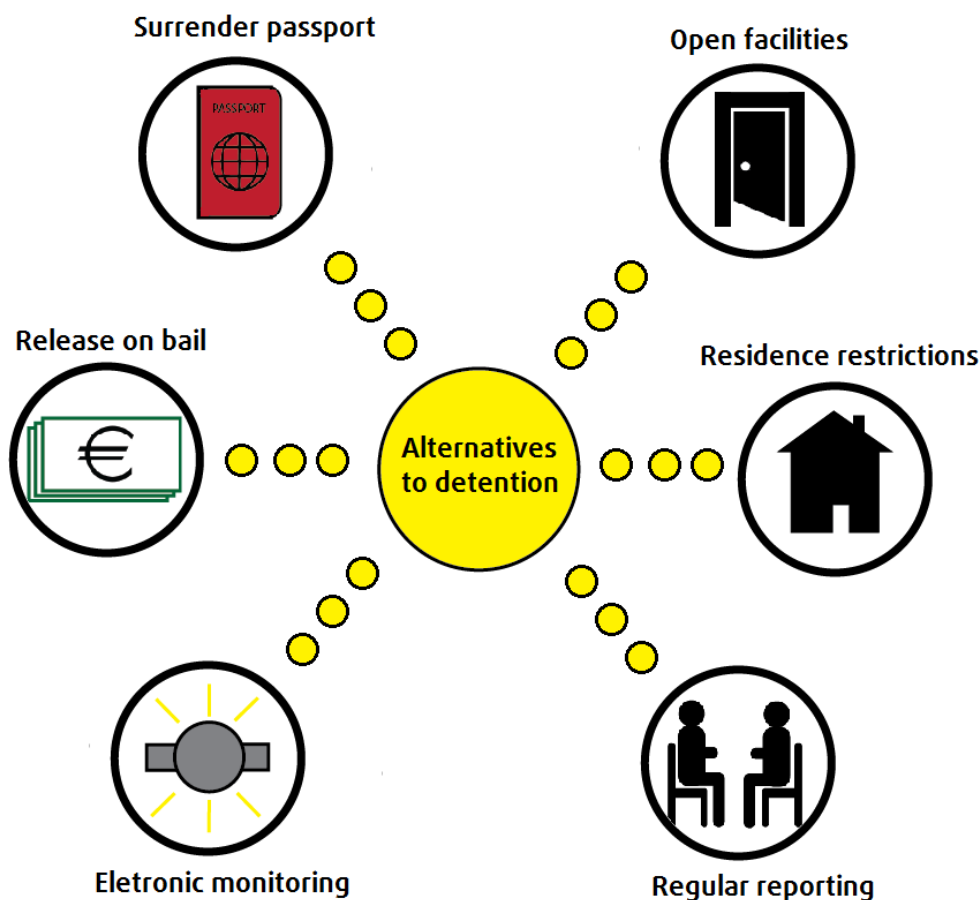 Surrender passport
Open facilities
PASSPORT
Release on bail
Residence restrictions
€
Alternatives
to detention
Eletronic monitoring
Regular reporting